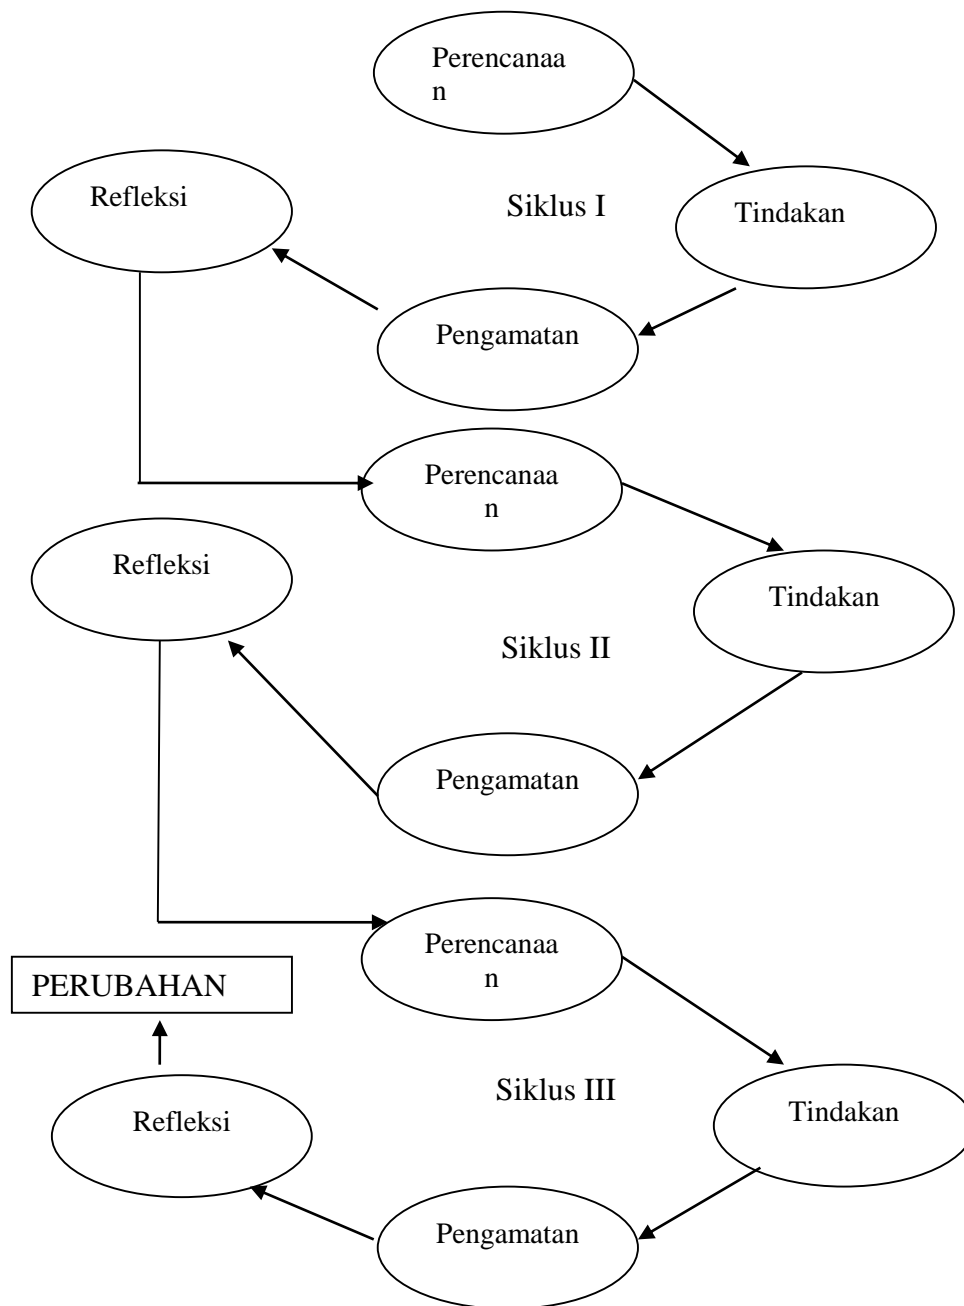 Perencanaa
n
Refleksi
Siklus I
Tindakan
Pengamatan
Perencanaa
n
Refleksi
Tindakan
Siklus II
Pengamatan
Perencanaa
n
PERUBAHAN
Siklus III
Tindakan
Refleksi
Pengamatan